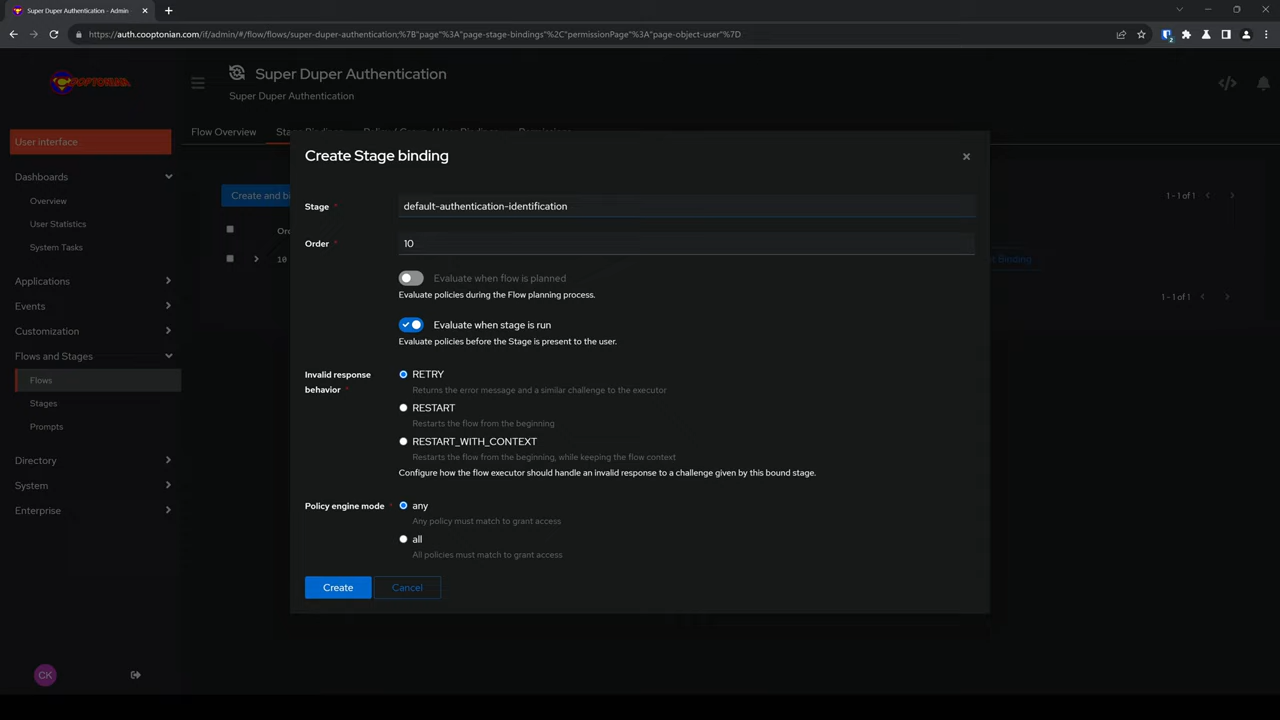 Super Duper Authentication - Admin
https://auth.cooptonian.com/if/admin/#/flow/flows/super-duper-authentication;%7B"page"%3A"page-stage-bindings"%2C"permissionPage"%3A"page-object-user"%7D
COOPTONIAN
Super Duper Authentication
Super Duper Authentication
User interface
Dashboards
Overview
User Statistics
System Tasks
Applications
Events
Customization
Flows and Stages
Flows
Stages
Prompts
Directory
System
Enterprise
CK
Flow Overview
Create and bi
1 - 1 of 1
10
Binding
1 - 1 of 1
Create Stage binding
Stage *
default-authentication-identification
Order *
10
Evaluate when flow is planned
Evaluate policies during the Flow planning process.
Evaluate when stage is run
Evaluate policies before the Stage is present to the user.
Invalid response behavior *
RETRY
Returns the error message and a similar challenge to the executor
RESTART
Restarts the flow from the beginning
RESTART_WITH_CONTEXT
Restarts the flow from the beginning, while keeping the flow context
Configure how the flow executor should handle an invalid response to a challenge given by this bound stage.
Policy engine mode *
any
Any policy must match to grant access
all
All policies must match to grant access
Create
Cancel